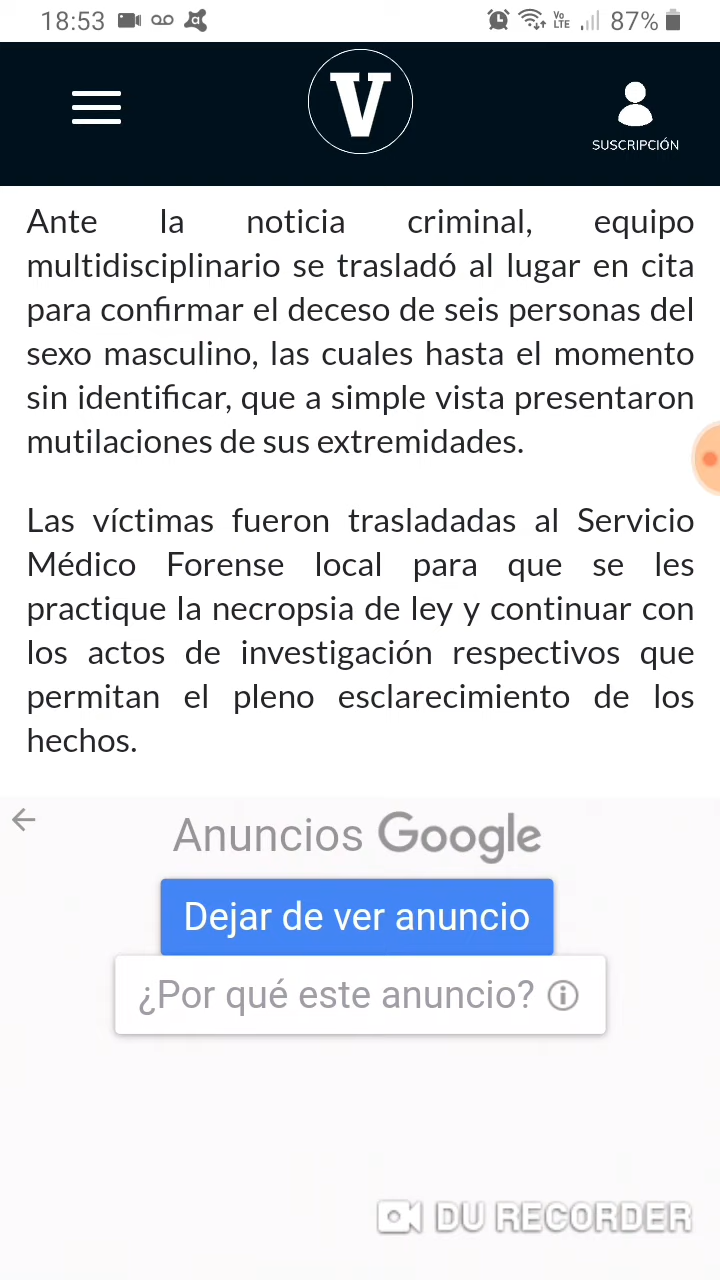 18:53 Vo LTE 87%
V
SUSCRIPCIÓN
Ante la noticia criminal, equipo
multidisciplinario se trasladó al lugar en cita
para confirmar el deceso de seis personas del
sexo masculino, las cuales hasta el momento
sin identificar, que a simple vista presentaron
mutilaciones de sus extremidades.
Las víctimas fueron trasladadas al Servicio
Médico Forense local para que se les
practique la necropsia de ley y continuar con
los actos de investigación respectivos que
permitan el pleno esclarecimiento de los
hechos.
Anuncios Google
Dejar de ver anuncio
¿Por qué este anuncio?
DU RECORDER